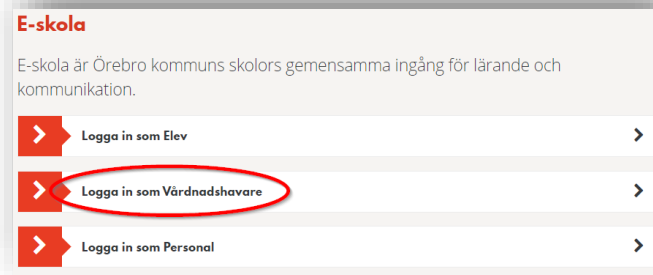 E-skola
E-skola är Örebro kommuns skolors gemensamma ingång för lärande och
kommunikation.
Logga in som Elev
Logga in som Vårdnadshavare
Logga in som Personal